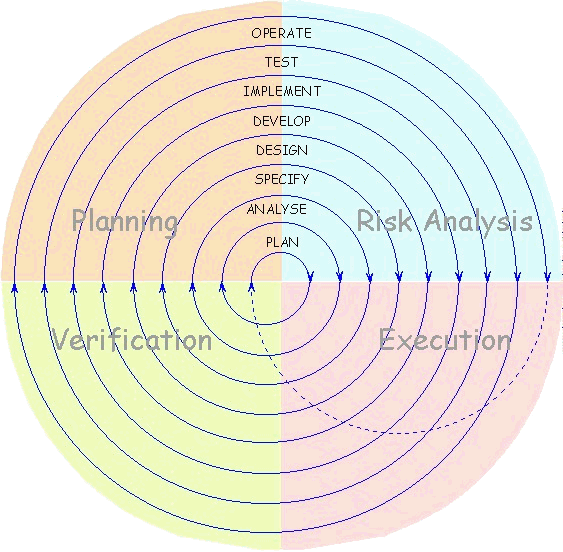 OPERATE
TEST
IMPLEMENT
DEVELOP
DESIGN
SPECIFY
ANALYSE
PLAN
Planning
Risk Analysis
Verification
Execution